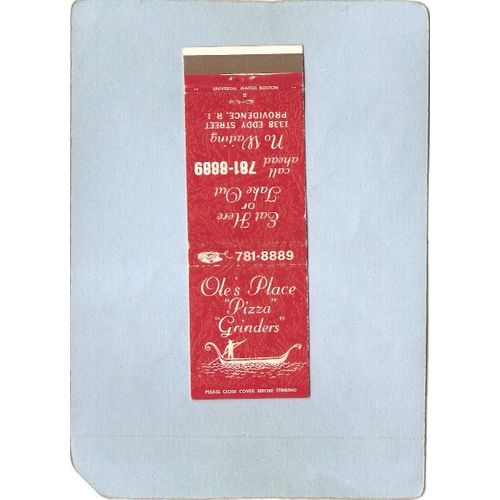 UNIVERSAL MATCH, BOSTON
Eat Here
or
Take Out
call
ahead 781-8889
No Waiting
1338 EDDY STREET
PROVIDENCE, R. I.
781-8889
Ole's Place
"Pizza"
"Grinders"
PLEASE CLOSE COVER BEFORE STRIKING